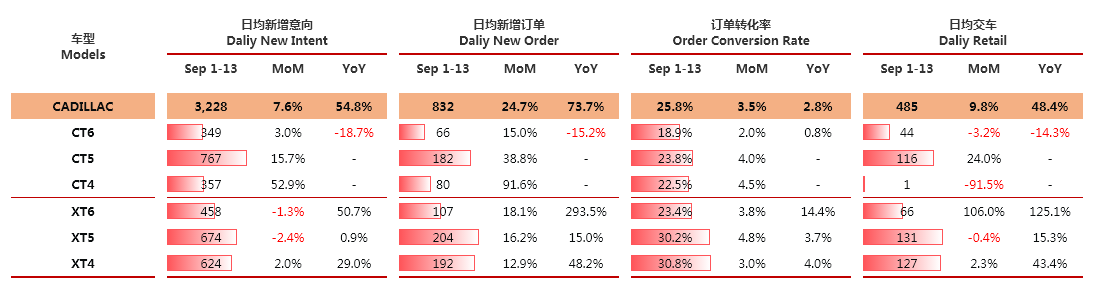 车型 日均新增意向 日均新增订单 订单转化率 日均交车
Models Daliy New Intent Daliy New Order Order Conversion Rate Daliy Retail
Sep 1-13 MoM YoY Sep 1-13 MoM YoY Sep 1-13 MoM YoY Sep 1-13 MoM YoY
CADILLAC 3,228 7.6% 54.8% 832 24.7% 73.7% 25.8% 3.5% 2.8% 485 9.8% 48.4%
CT6 349 3.0% -18.7% 66 15.0% -15.2% 18.9% 2.0% 0.8% 44 -3.2% -14.3%
CT5 767 15.7% - 182 38.8% - 23.8% 4.0% - 116 24.0% -
CT4 357 52.9% - 80 91.6% - 22.5% 4.5% - 1 -91.5% -
XT6 458 -1.3% 50.7% 107 18.1% 293.5% 23.4% 3.8% 14.4% 66 106.0% 125.1%
XT5 674 -2.4% 0.9% 204 16.2% 15.0% 30.2% 4.8% 3.7% 131 -0.4% 15.3%
XT4 624 2.0% 29.0% 192 12.9% 48.2% 30.8% 3.0% 4.0% 127 2.3% 43.4%